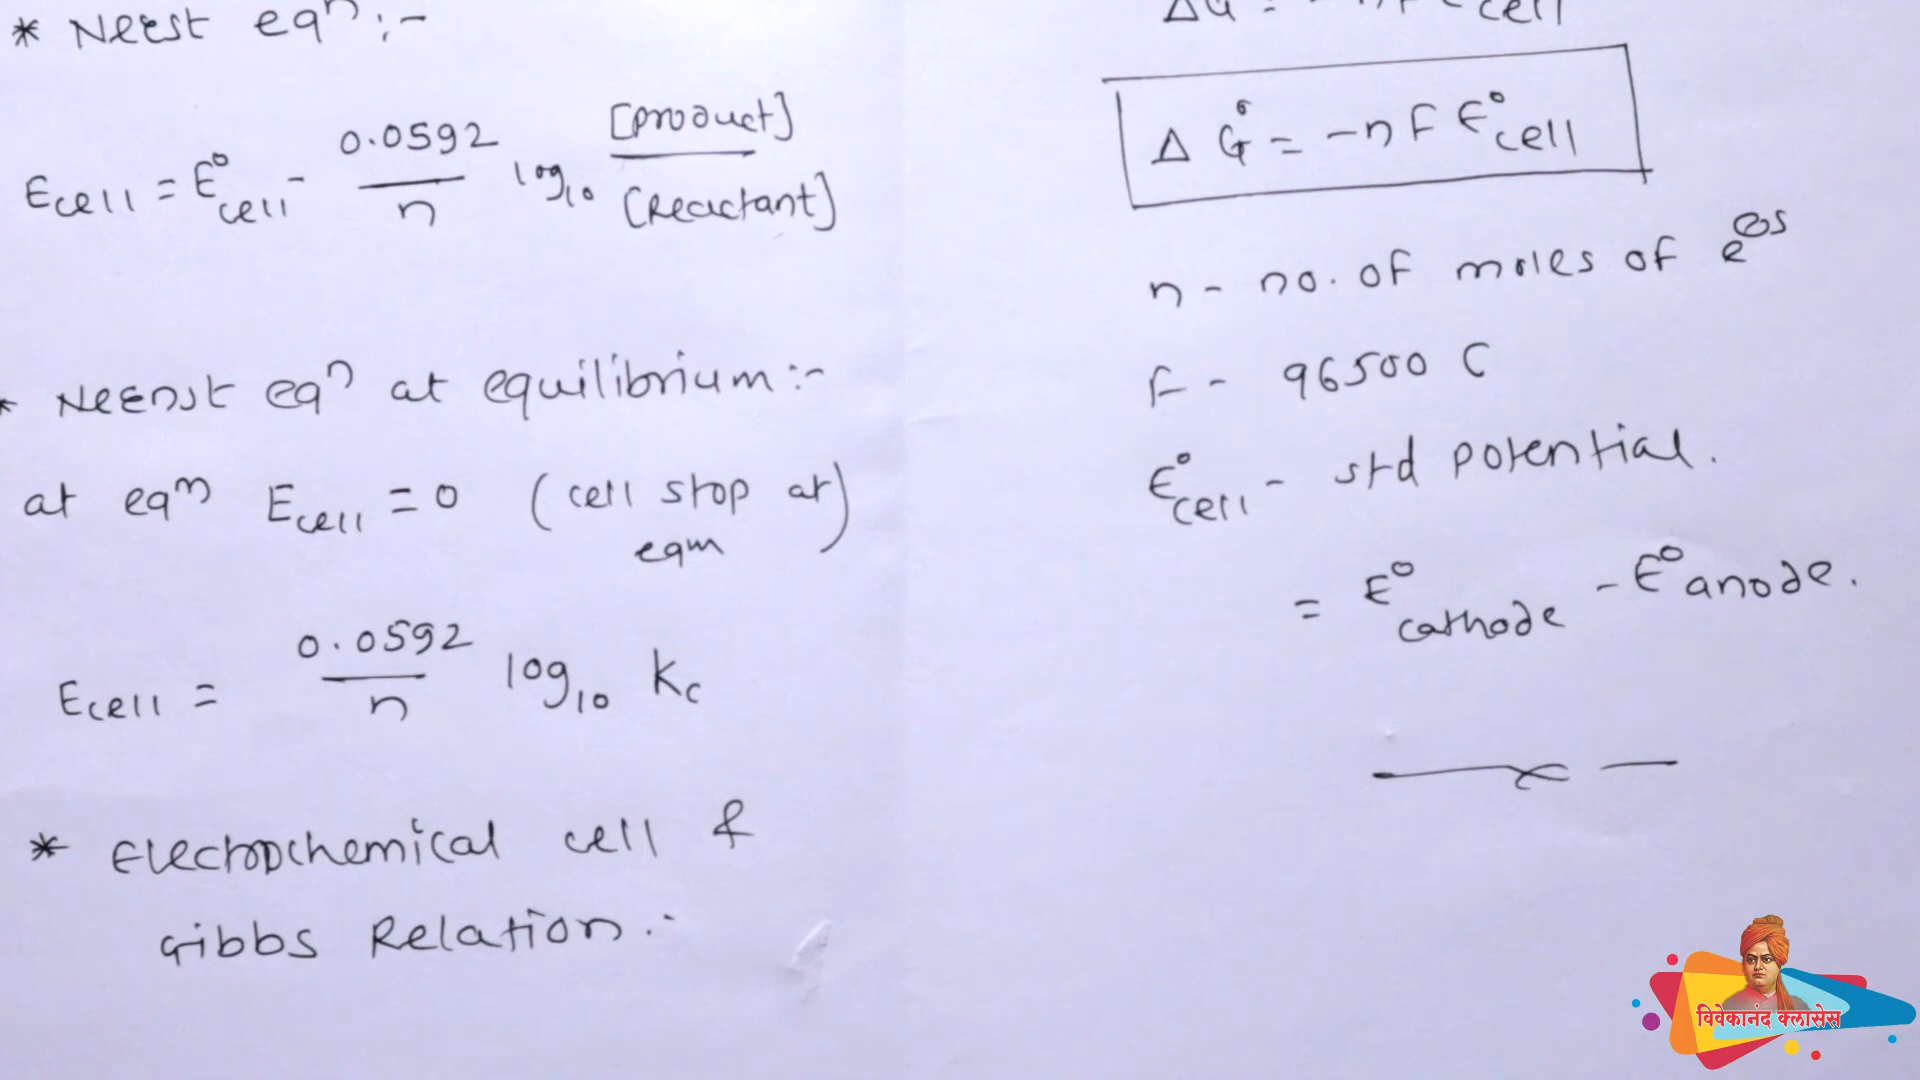 * Nerst eqⁿ :-
Ecell = E°cell - 0.0592/n log₁₀ [product]/[Reactant]
* Neenst eqⁿ at equilibrium :-
at eqm Ecell = 0 (cell stop at eqm)
Ecell = 0.0592/n log₁₀ Kc
* Electrochemical cell &
Gibbs Relation :-
ΔG° = -nFE°cell
n - no. of moles of e⊖s
F - 96500 C
E°cell - std potential.
= E°cathode - E°anode.
विवेकानंद क्लासेस